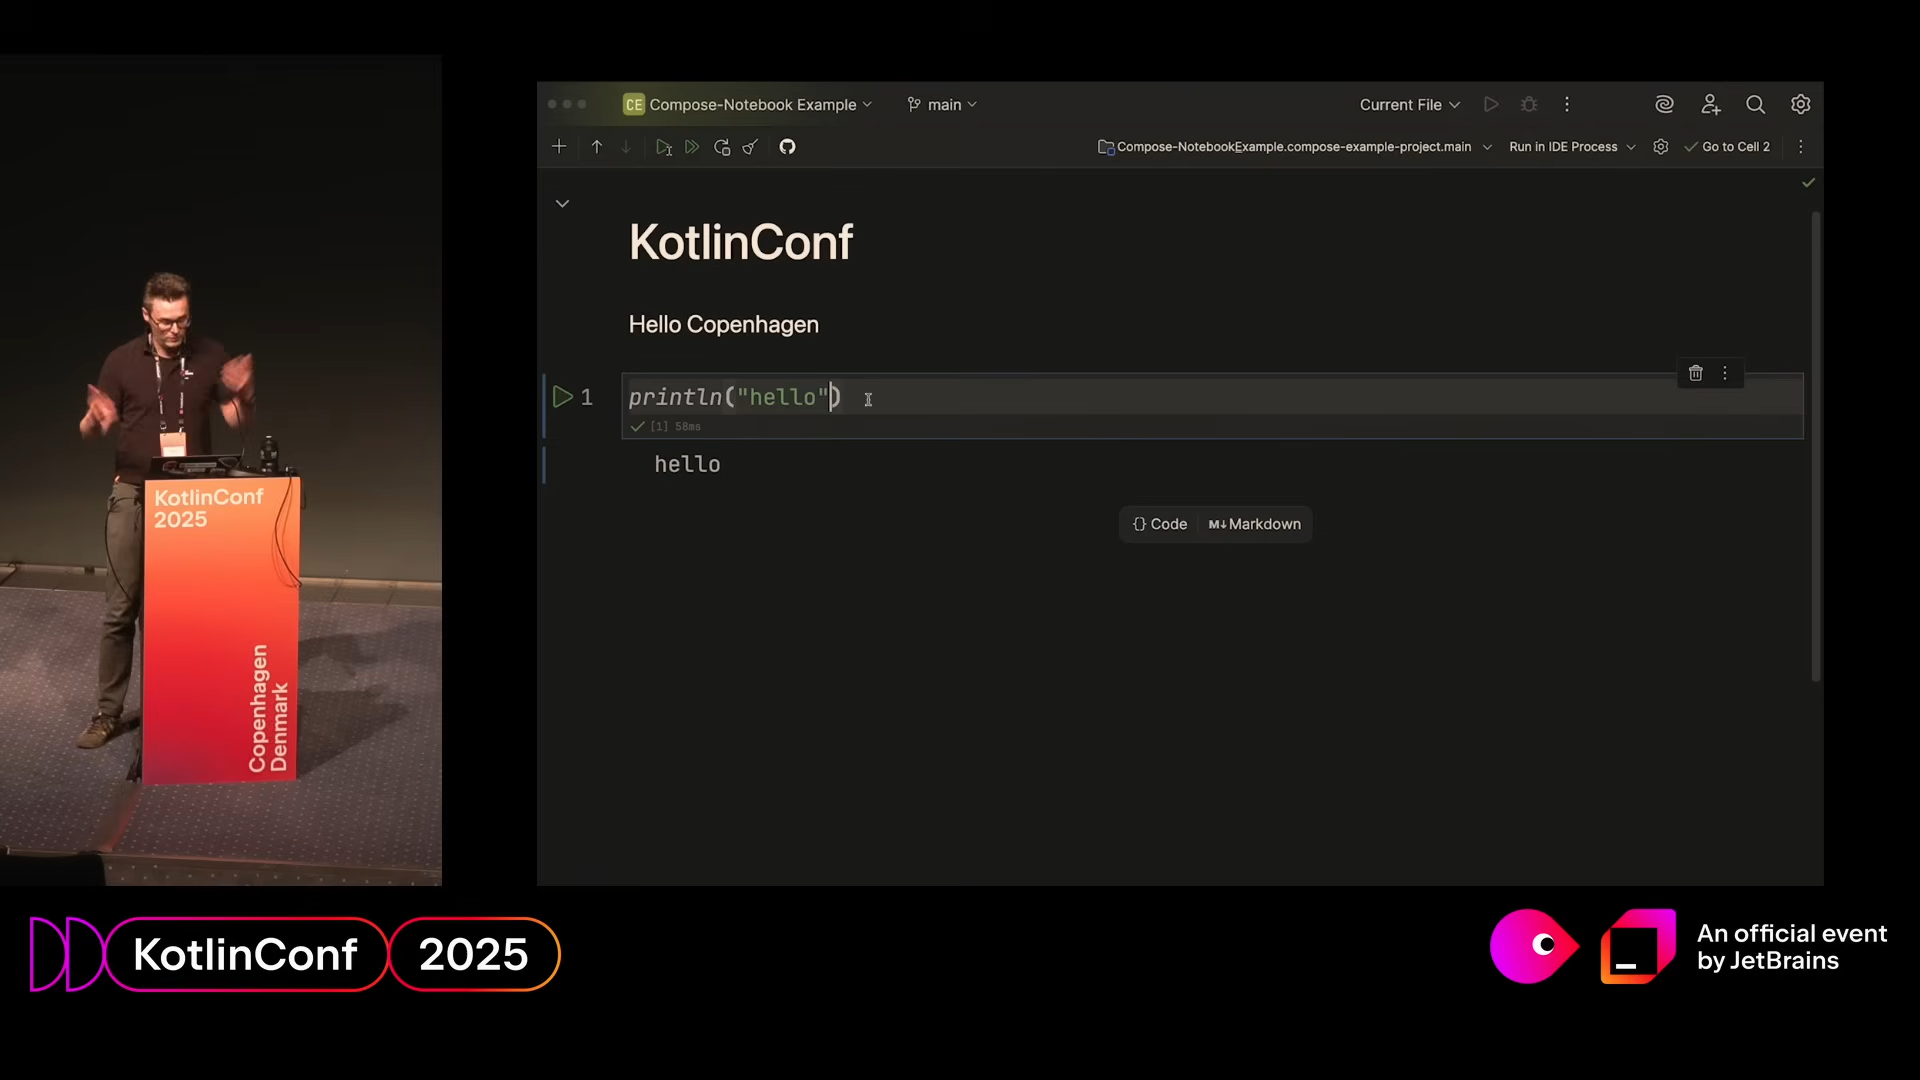 CE Compose-Notebook Example
main
Current File
Compose-NotebookExample.compose-example-project.main
Run in IDE Process
Go to Cell 2
KotlinConf
Hello Copenhagen
1 println("hello")
[1] 58ms
hello
{} Code
M↓ Markdown
KotlinConf
2025
Copenhagen
Denmark
KotlinConf 2025
An official event
by JetBrains